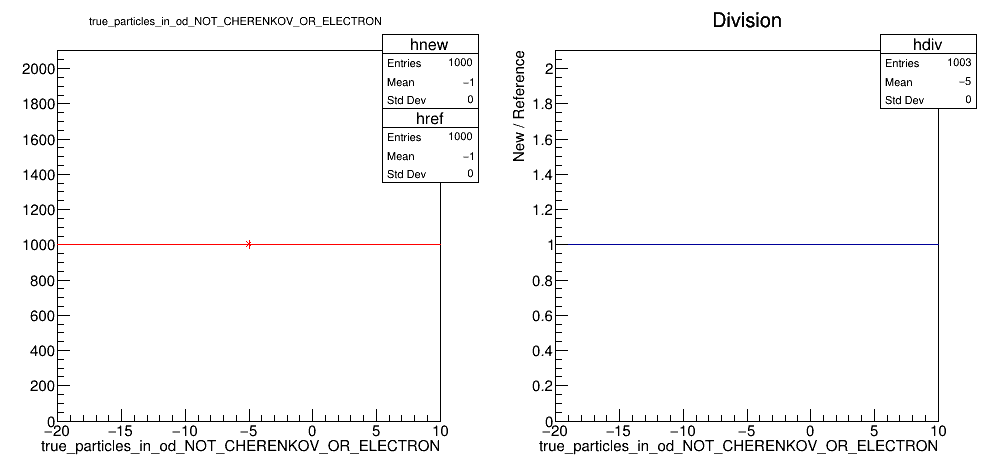 true_particles_in_od_NOT_CHERENKOV_OR_ELECTRON
hnew
Entries 1000
Mean −1
Std Dev 0
href
Entries 1000
Mean −1
Std Dev 0
2000
1800
1600
1400
1200
1000
800
600
400
200
0
−20 −15 −10 −5 0 5 10
true_particles_in_od_NOT_CHERENKOV_OR_ELECTRON
Division
hdiv
Entries 1003
Mean −5
Std Dev 0
New / Reference
2
1.8
1.6
1.4
1.2
1
0.8
0.6
0.4
0.2
0
−20 −15 −10 −5 0 5 10
true_particles_in_od_NOT_CHERENKOV_OR_ELECTRON